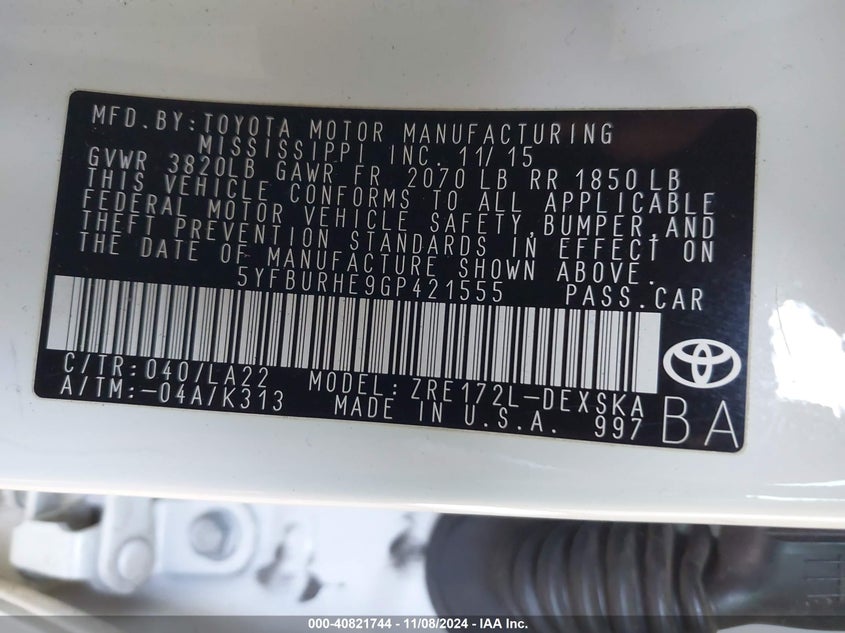 MFD.BY:TOYOTA MOTOR MANUFACTURING
MISSISSIPPI INC. 11/15
GVWR 3820LB GAWR FR 2070 LB RR 1850LB
THIS VEHICLE CONFORMS TO ALL APPLICABLE
FEDERAL MOTOR VEHICLE SAFETY,BUMPER,AND
THEFT PREVENTION STANDARDS IN EFFECT ON
THE DATE OF MANUFACTURE SHOWN ABOVE.
5YFBURHE9GP421555 PASS.CAR
C/TR:040/LA22 MODEL:ZRE172L-DEXSKA
A/TM:-04A/K313 MADE IN U.S.A. 997 BA
000-40821744 | 11/08/2024 - IAA Inc.